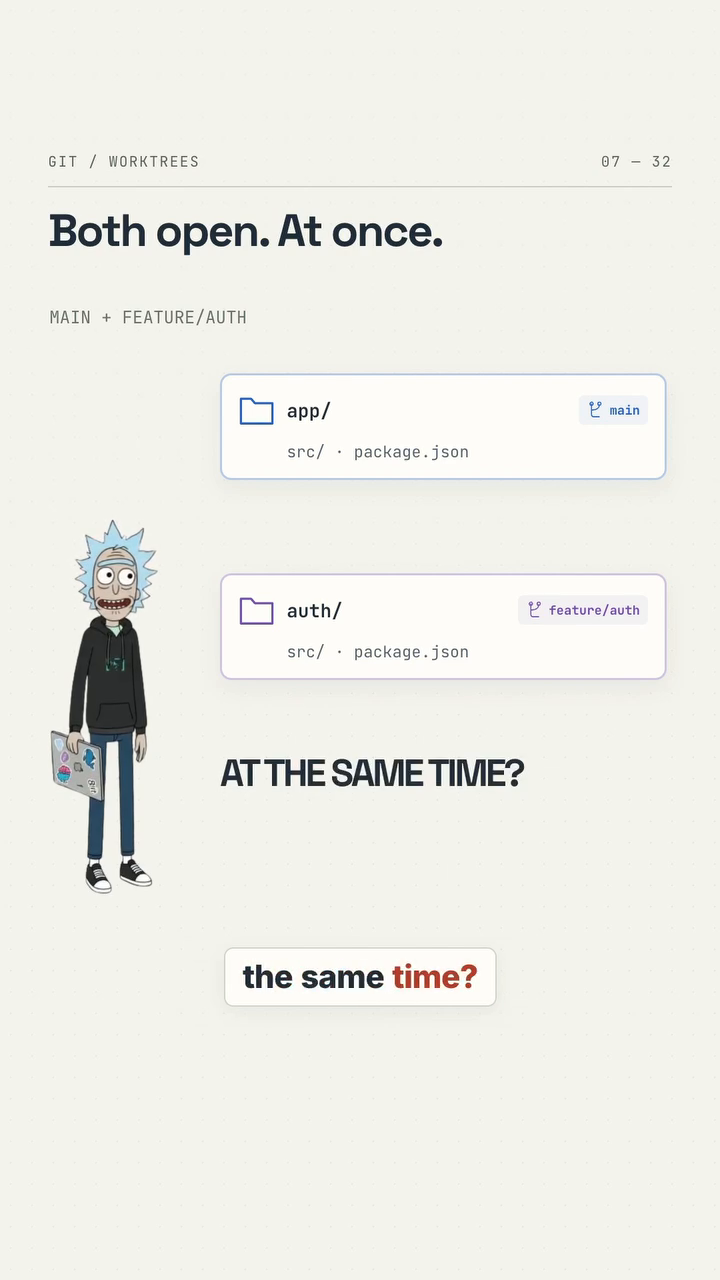 GIT / WORKTREES
07 — 32
Both open. At once.
MAIN + FEATURE/AUTH
app/
main
src/ · package.json
auth/
feature/auth
src/ · package.json
AT THE SAME TIME?
the same time?